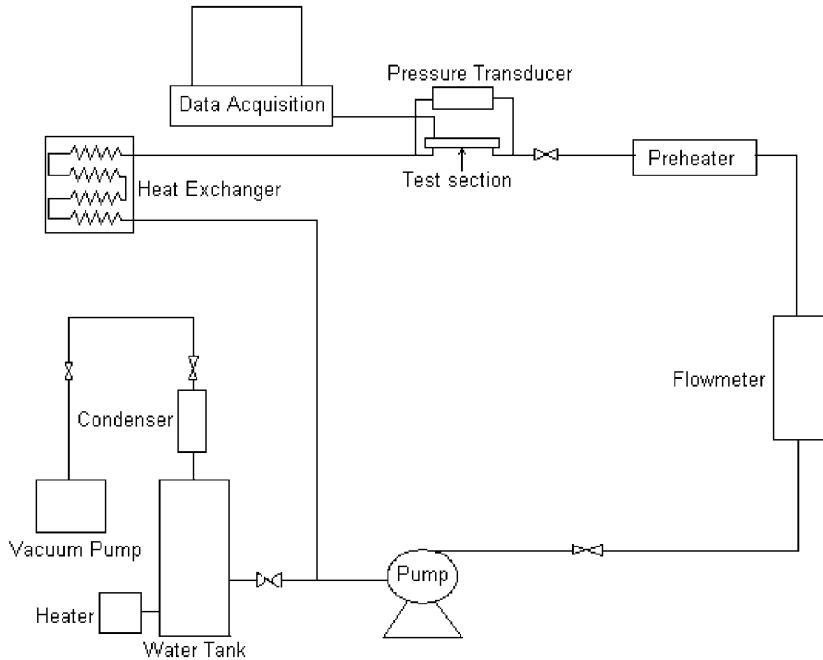 Pressure Transducer
Data Acquisition
Preheater
Test section
Heat Exchanger
Flowmeter
Condenser
Vacuum Pump
Pump
Heater
Water Tank